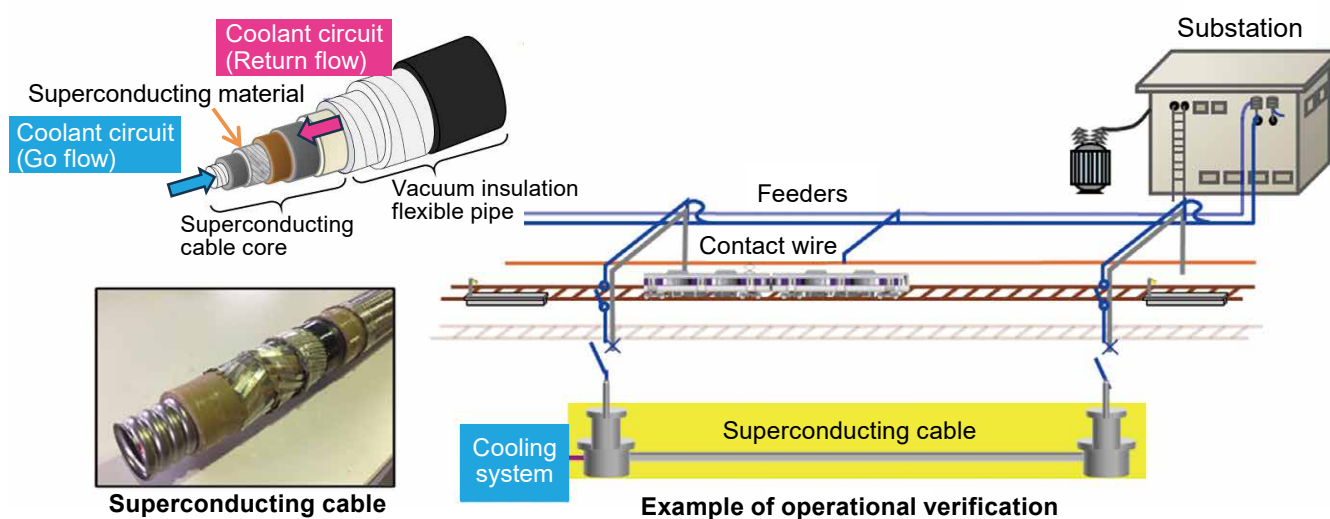 Coolant circuit
(Return flow)
Superconducting material
Coolant circuit
(Go flow)
Superconducting
cable core
Vacuum insulation
flexible pipe
Superconducting cable
Substation
Feeders
Contact wire
Cooling
system
Superconducting cable
Example of operational verification